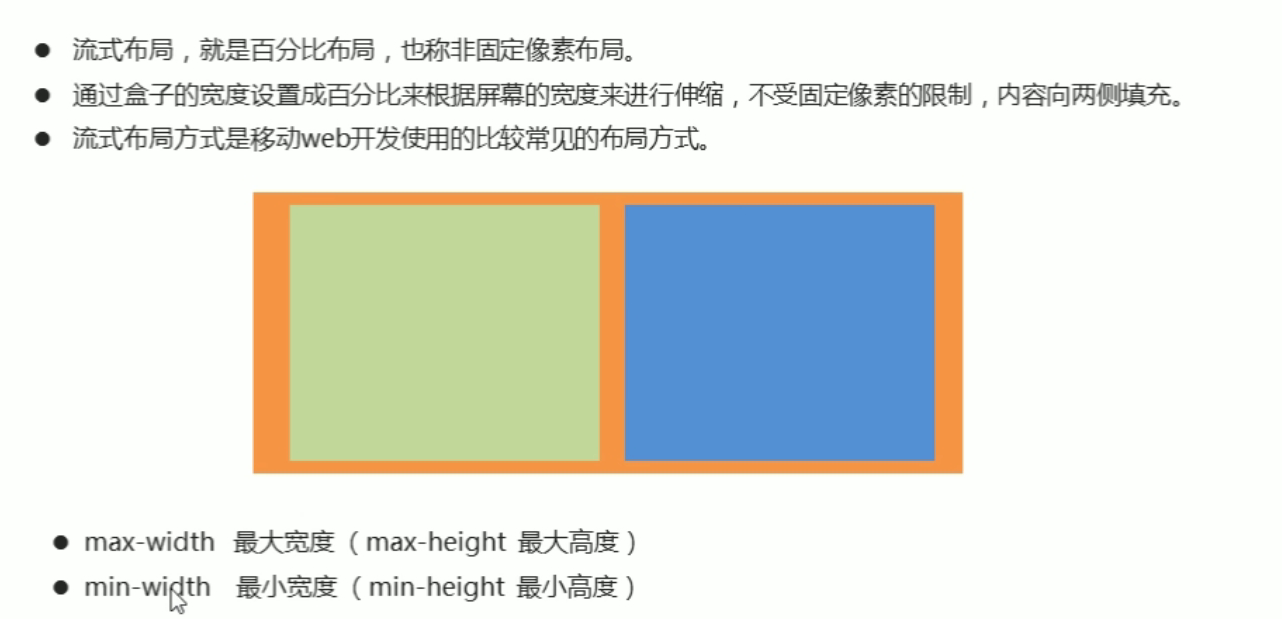 ● 流式布局，就是百分比布局，也称非固定像素布局。
● 通过盒子的宽度设置成百分比来根据屏幕的宽度来进行伸缩，不受固定像素的限制，内容向两侧填充。
● 流式布局方式是移动web开发使用的比较常见的布局方式。
● max-width 最大宽度（max-height 最大高度）
● min-width 最小宽度（min-height 最小高度）